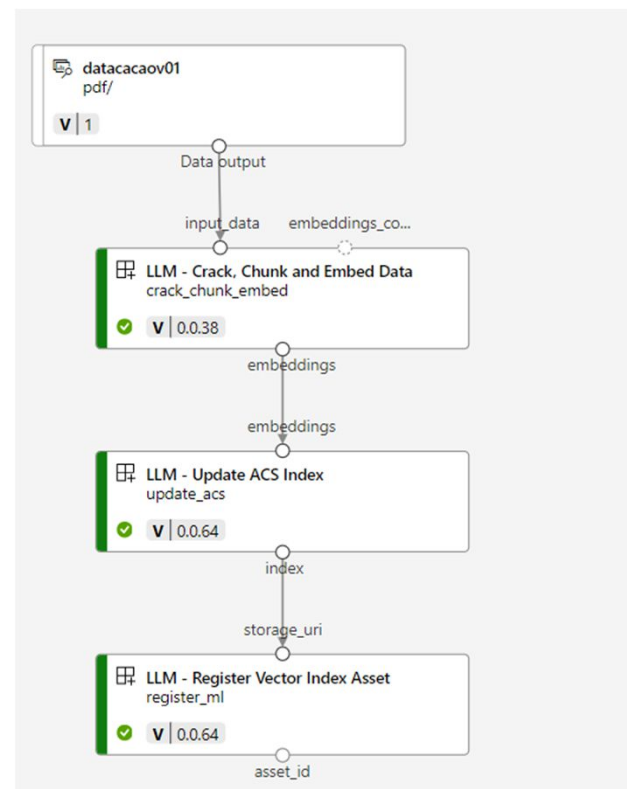 datacacaov01
pdf/
V 1
Data output
input_data embeddings_co...
LLM - Crack, Chunk and Embed Data
crack_chunk_embed
V 0.0.38
embeddings
embeddings
LLM - Update ACS Index
update_acs
V 0.0.64
index
storage_uri
LLM - Register Vector Index Asset
register_ml
V 0.0.64
asset_id